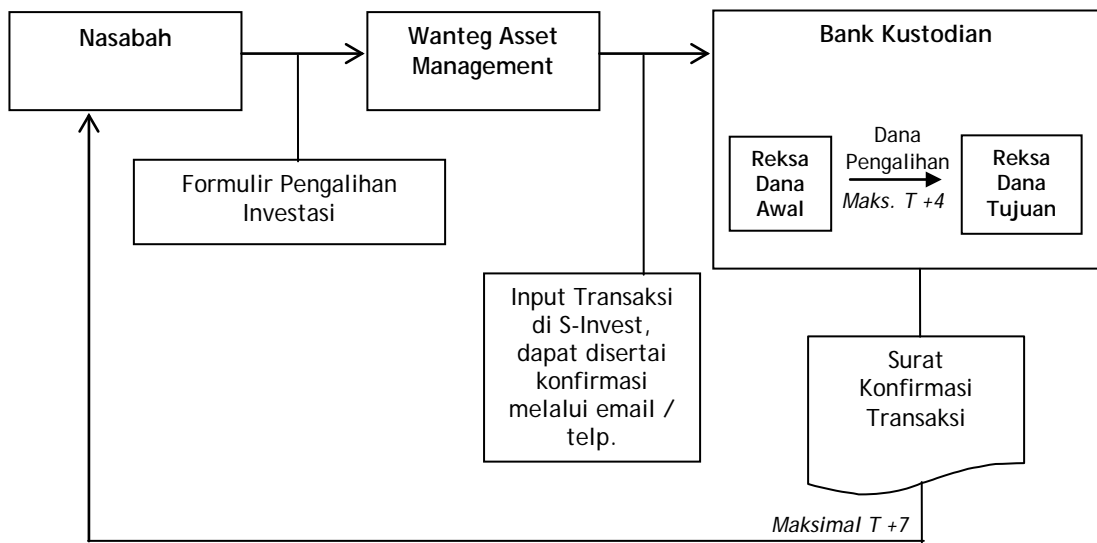 Nasabah
Wanteg Asset
Management
Bank Kustodian
Formulir Pengalihan
Investasi
Input Transaksi
di S-Invest,
dapat disertai
konfirmasi
melalui email /
telp.
Reksa
Dana
Awal
Dana
Pengalihan
Maks. T +4
Reksa
Dana
Tujuan
Surat
Konfirmasi
Transaksi
Maksimal T +7